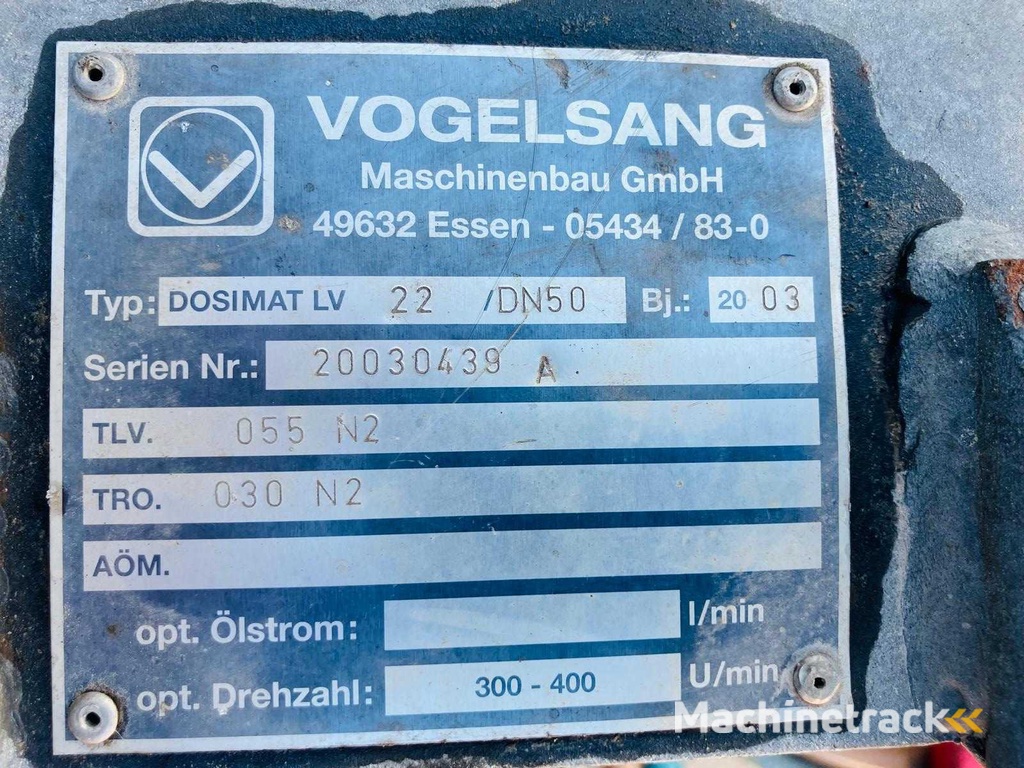 VOGELSANG
Maschinenbau GmbH
49632 Essen - 05434 / 83-0
Typ: DOSIMAT LV 22 /DN50 Bj.: 20 03
Serien Nr.: 20030439 A
TLV. 055 N2
TRO. 030 N2
AÖM.
opt. Ölstrom: l/min
opt. Drehzahl: 300 - 400 U/min
Machinetrack